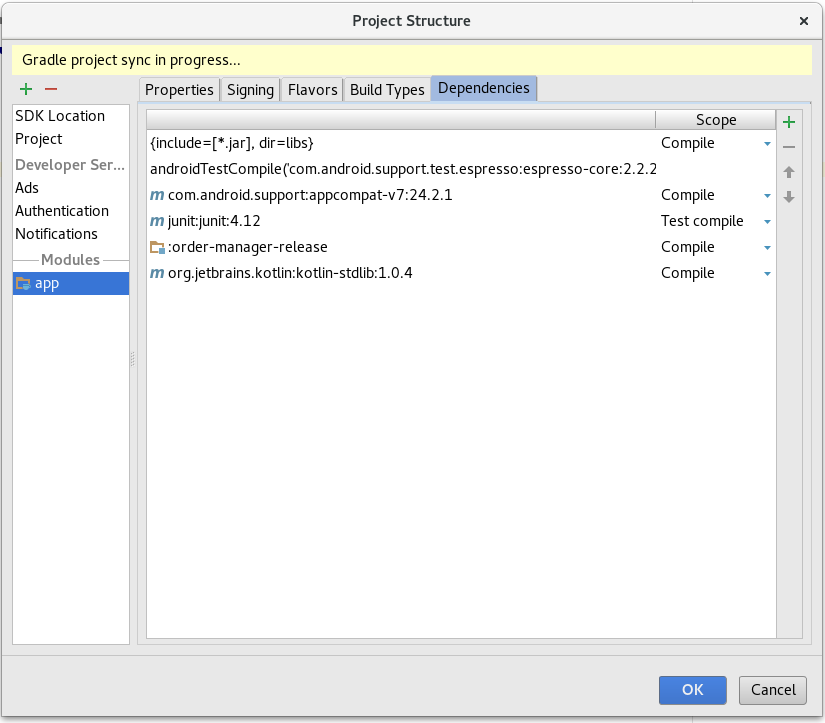 Project Structure
Gradle project sync in progress...
Properties Signing Flavors Build Types Dependencies
SDK Location
Project
Developer Ser...
Ads
Authentication
Notifications
Modules
app
Scope
{include=[*.jar], dir=libs} Compile
androidTestCompile('com.android.support.test.espresso:espresso-core:2.2.2
m com.android.support:appcompat-v7:24.2.1 Compile
m junit:junit:4.12 Test compile
:order-manager-release Compile
m org.jetbrains.kotlin:kotlin-stdlib:1.0.4 Compile
OK Cancel